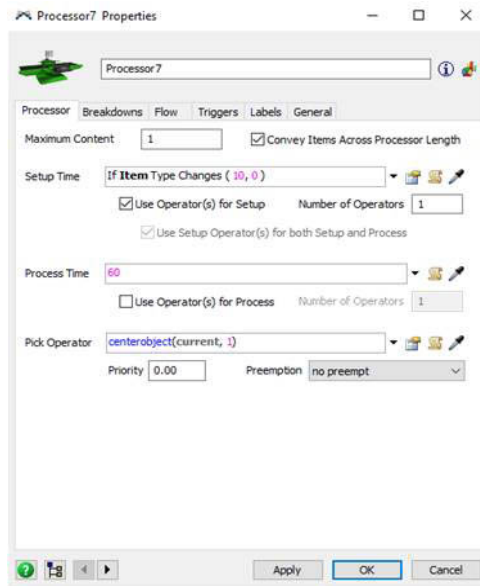 Processor7 Properties
Processor7
Processor Breakdowns Flow Triggers Labels General
Maximum Content 1 Convey Items Across Processor Length
Setup Time If Item Type Changes ( 10, 0 )
Use Operator(s) for Setup Number of Operators 1
Use Setup Operator(s) for both Setup and Process
Process Time 60
Use Operator(s) for Process Number of Operators 1
Pick Operator centerobject(current, 1)
Priority 0.00 Preemption no preempt
Apply OK Cancel